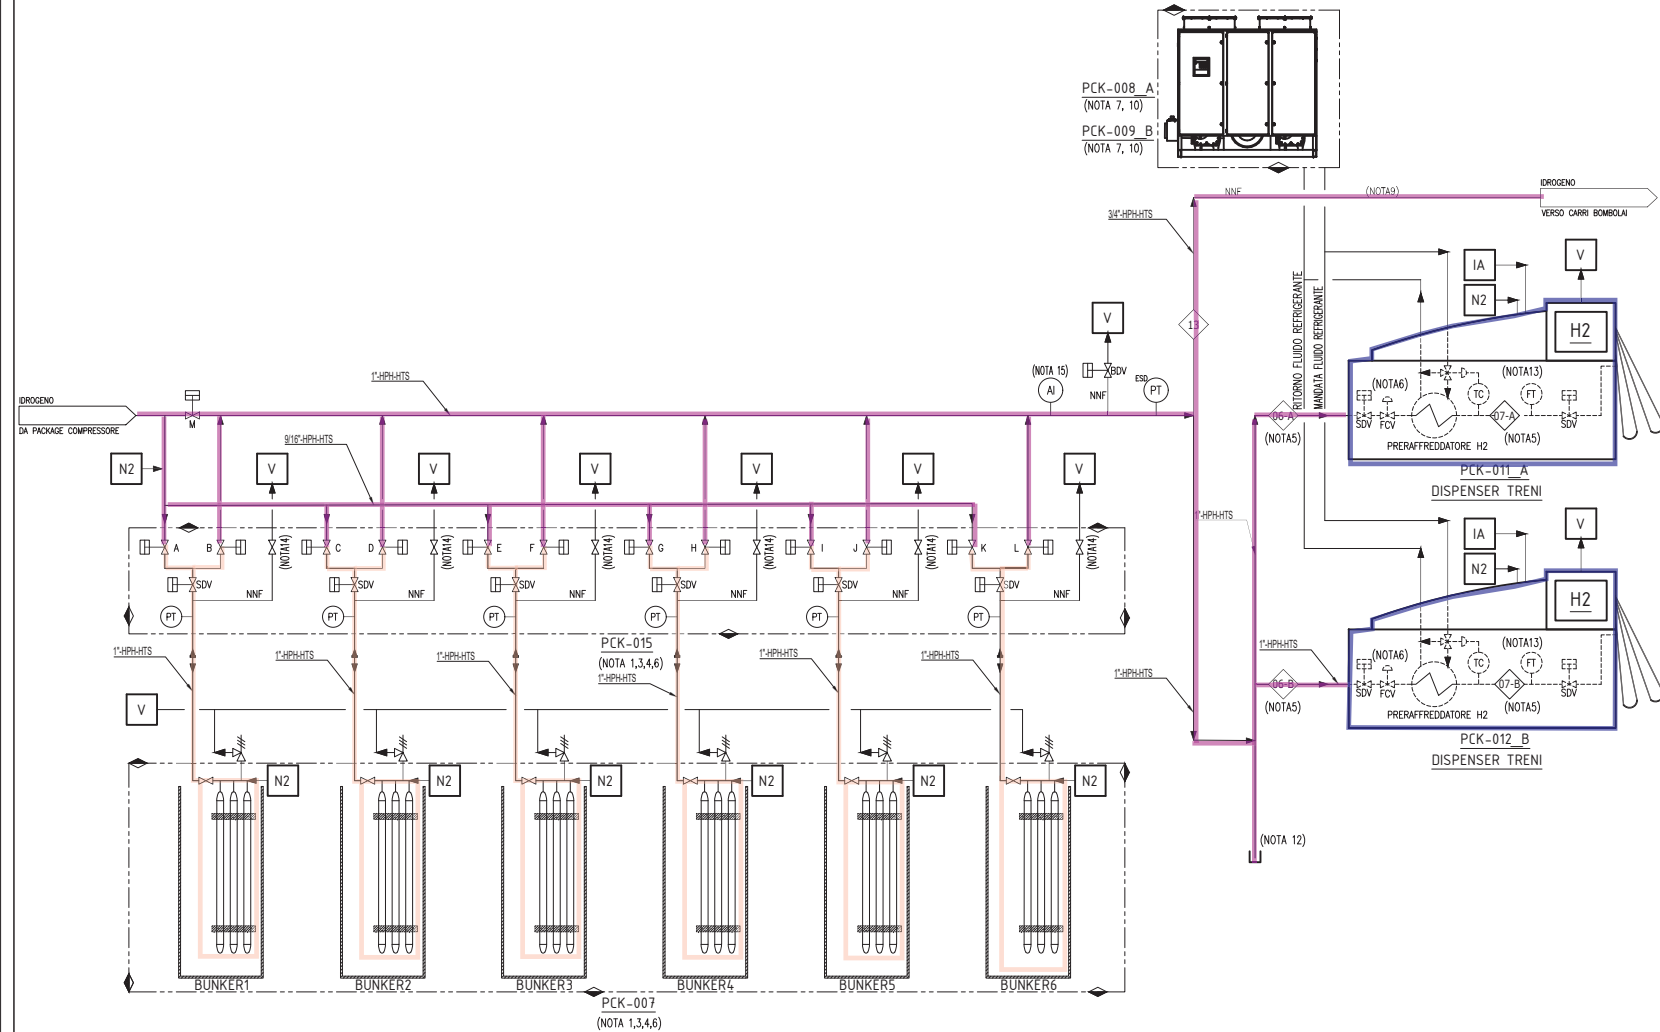 PCK-008__A
(NOTA 7, 10)
PCK-009__B
(NOTA 7, 10)
NNF
(NOTA9)
IDROGENO
VERSO CARRI BOMBOLAI
3/4"-HPH-HTS
RITORNO FLUIDO REFRIGERANTE
MANDATA FLUIDO REFRIGERANTE
IA
V
N2
H2
13
V
BDV
NNF
(NOTA 15)
AI
ESD
PT
1"-HPH-HTS
IDROGENO
DA PACKAGE COMPRESSORE
M
(NOTA6)
(NOTA13)
TC
FT
06-A
07-A
SDV
FCV
SDV
(NOTA5)
(NOTA5)
PRERAFFREDDATORE H2
PCK-011_A
DISPENSER TRENI
9/16"-HPH-HTS
N2
V
V
V
V
V
V
1"-HPH-HTS
IA
V
N2
H2
A
B
(NOTA14)
C
D
(NOTA14)
E
F
(NOTA14)
G
H
(NOTA14)
I
J
(NOTA14)
K
L
(NOTA14)
SDV
NNF
SDV
NNF
SDV
NNF
SDV
NNF
SDV
NNF
SDV
NNF
PT
PT
PT
PT
PT
PT
PCK-015
(NOTA 1,3,4,6)
1"-HPH-HTS
1"-HPH-HTS
1"-HPH-HTS
1"-HPH-HTS
1"-HPH-HTS
1"-HPH-HTS
1"-HPH-HTS
1"-HPH-HTS
(NOTA6)
(NOTA13)
TC
FT
06-B
07-B
SDV
FCV
SDV
(NOTA5)
(NOTA5)
PRERAFFREDDATORE H2
PCK-012_B
DISPENSER TRENI
V
N2
N2
N2
N2
N2
N2
(NOTA 12)
BUNKER1
BUNKER2
BUNKER3
BUNKER4
BUNKER5
BUNKER6
PCK-007
(NOTA 1,3,4,6)